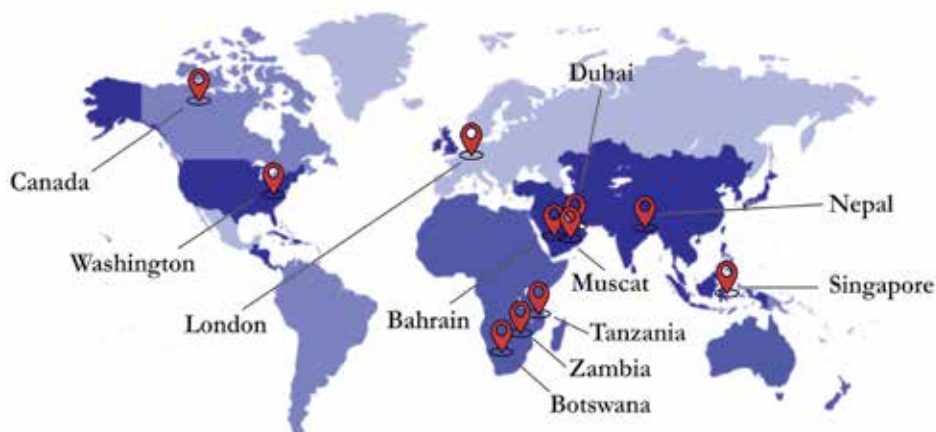 Dubai
Canada
Nepal
Washington
Muscat
Singapore
London
Bahrain
Tanzania
Zambia
Botswana